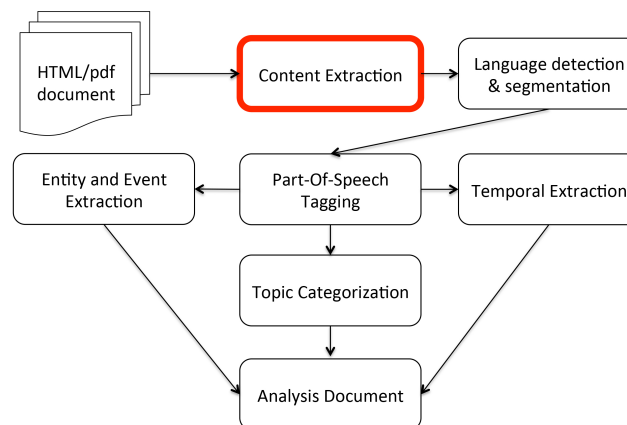 HTML/pdf
document
Content Extraction
Language detection
& segmentation
Entity and Event
Extraction
Part-Of-Speech
Tagging
Temporal Extraction
Topic Categorization
Analysis Document